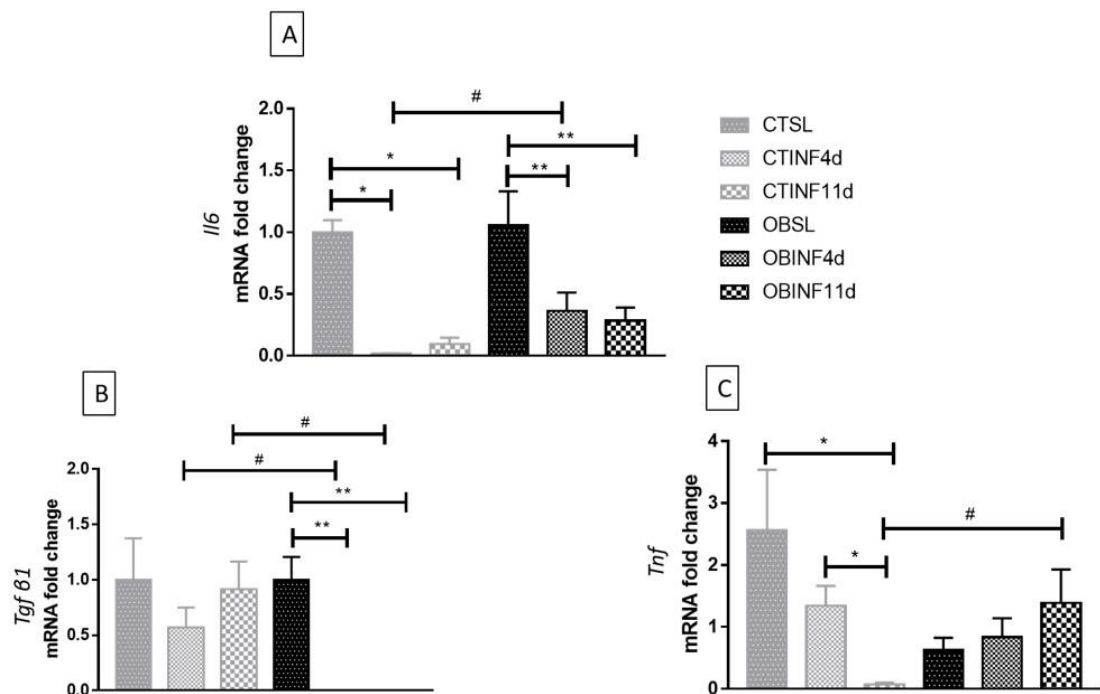 A
Il6
mRNA fold change
2.0
1.5
1.0
0.5
0.0
#
*
*
**
**
CTSL
CTINF4d
CTINF11d
OBSL
OBINF4d
OBINF11d
B
Tgf β1
mRNA fold change
2.0
1.5
1.0
0.5
0.0
#
#
**
**
C
Tnf
mRNA fold change
4
3
2
1
0
*
#
*